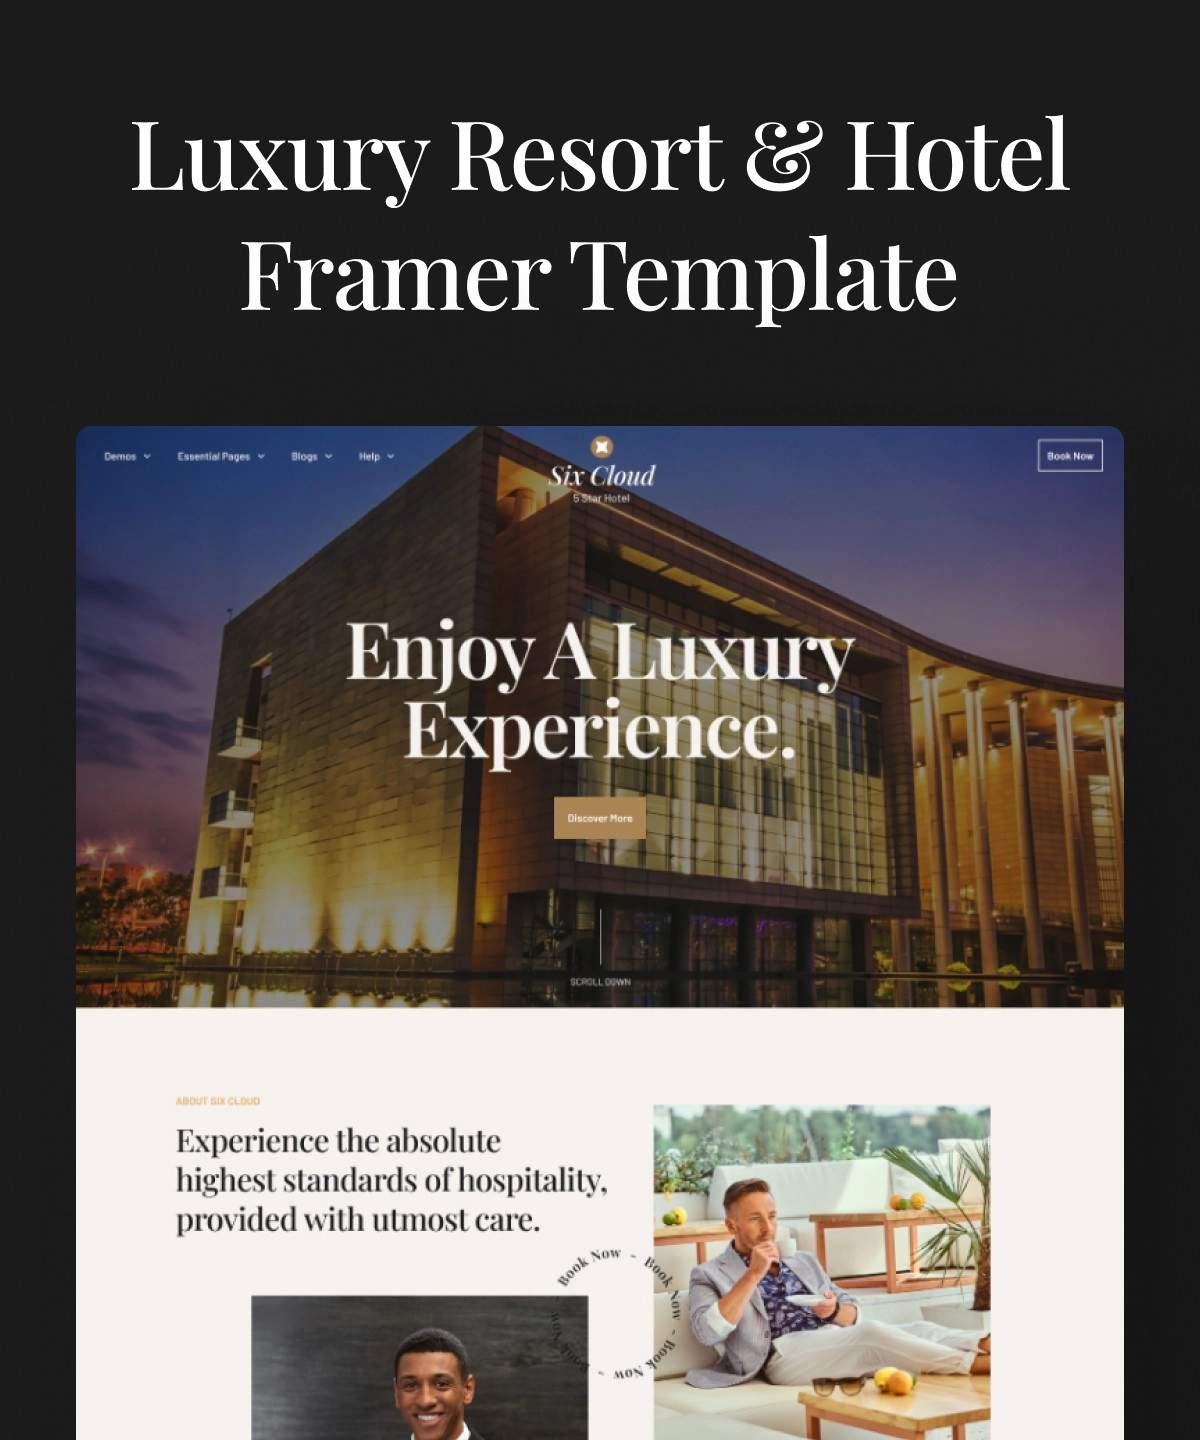 Luxury Resort & Hotel
Framer Template
Demos Essential Pages Blogs Help
Six Cloud
5 Star Hotel
Book Now
Enjoy A Luxury
Experience.
Discover More
SCROLL DOWN
ABOUT SIX CLOUD
Experience the absolute
highest standards of hospitality,
provided with utmost care.
Book Now - Book Now - Book Now - Book Now -